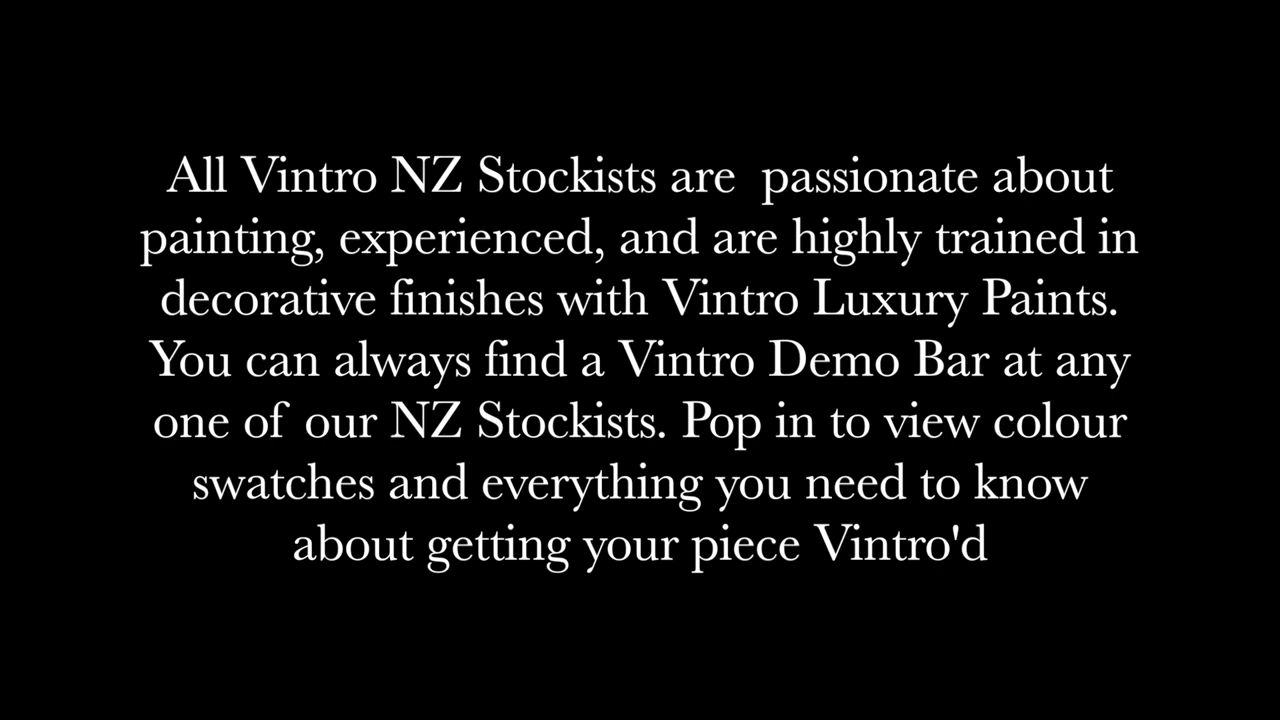 All Vintro NZ Stockists are  passionate about
painting, experienced, and are highly trained in
decorative finishes with Vintro Luxury Paints.
You can always find a Vintro Demo Bar at any
one of our NZ Stockists. Pop in to view colour
swatches and everything you need to know
about getting your piece Vintro'd